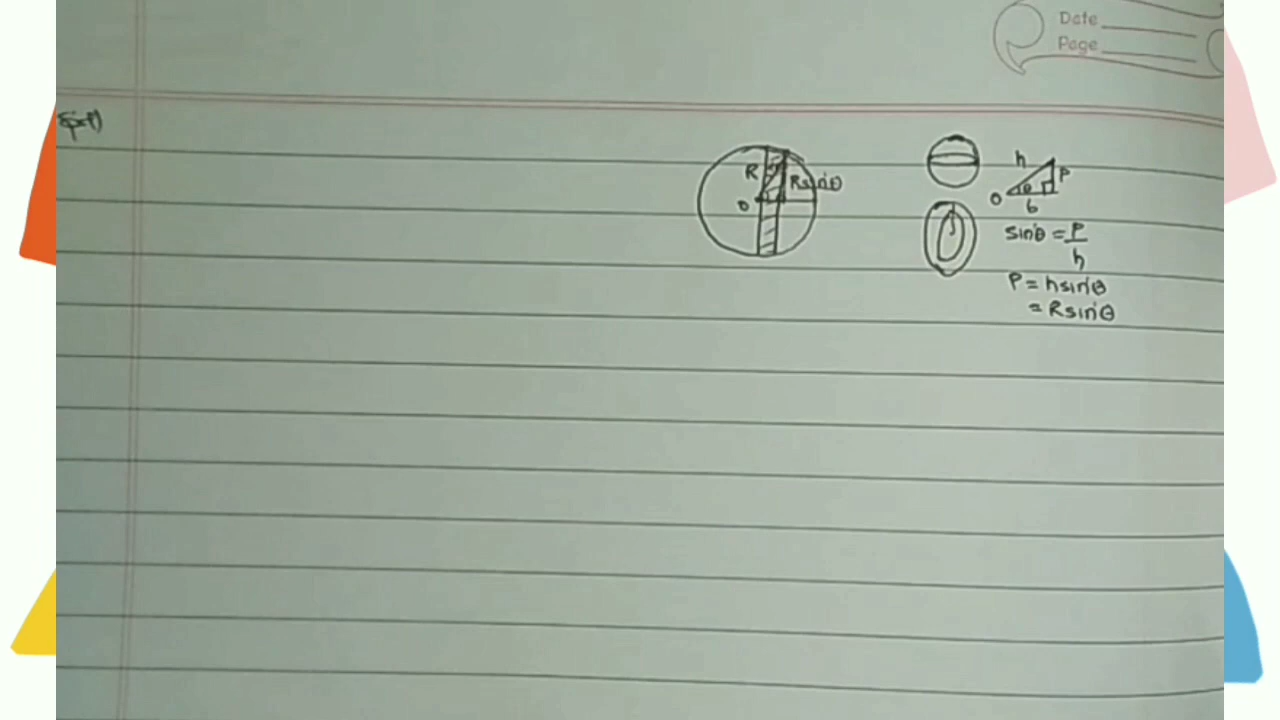 Date
Page
R
Rsinθ
O
h
P
θ
O
b
sinθ = P/h
P = hsinθ
= Rsinθ